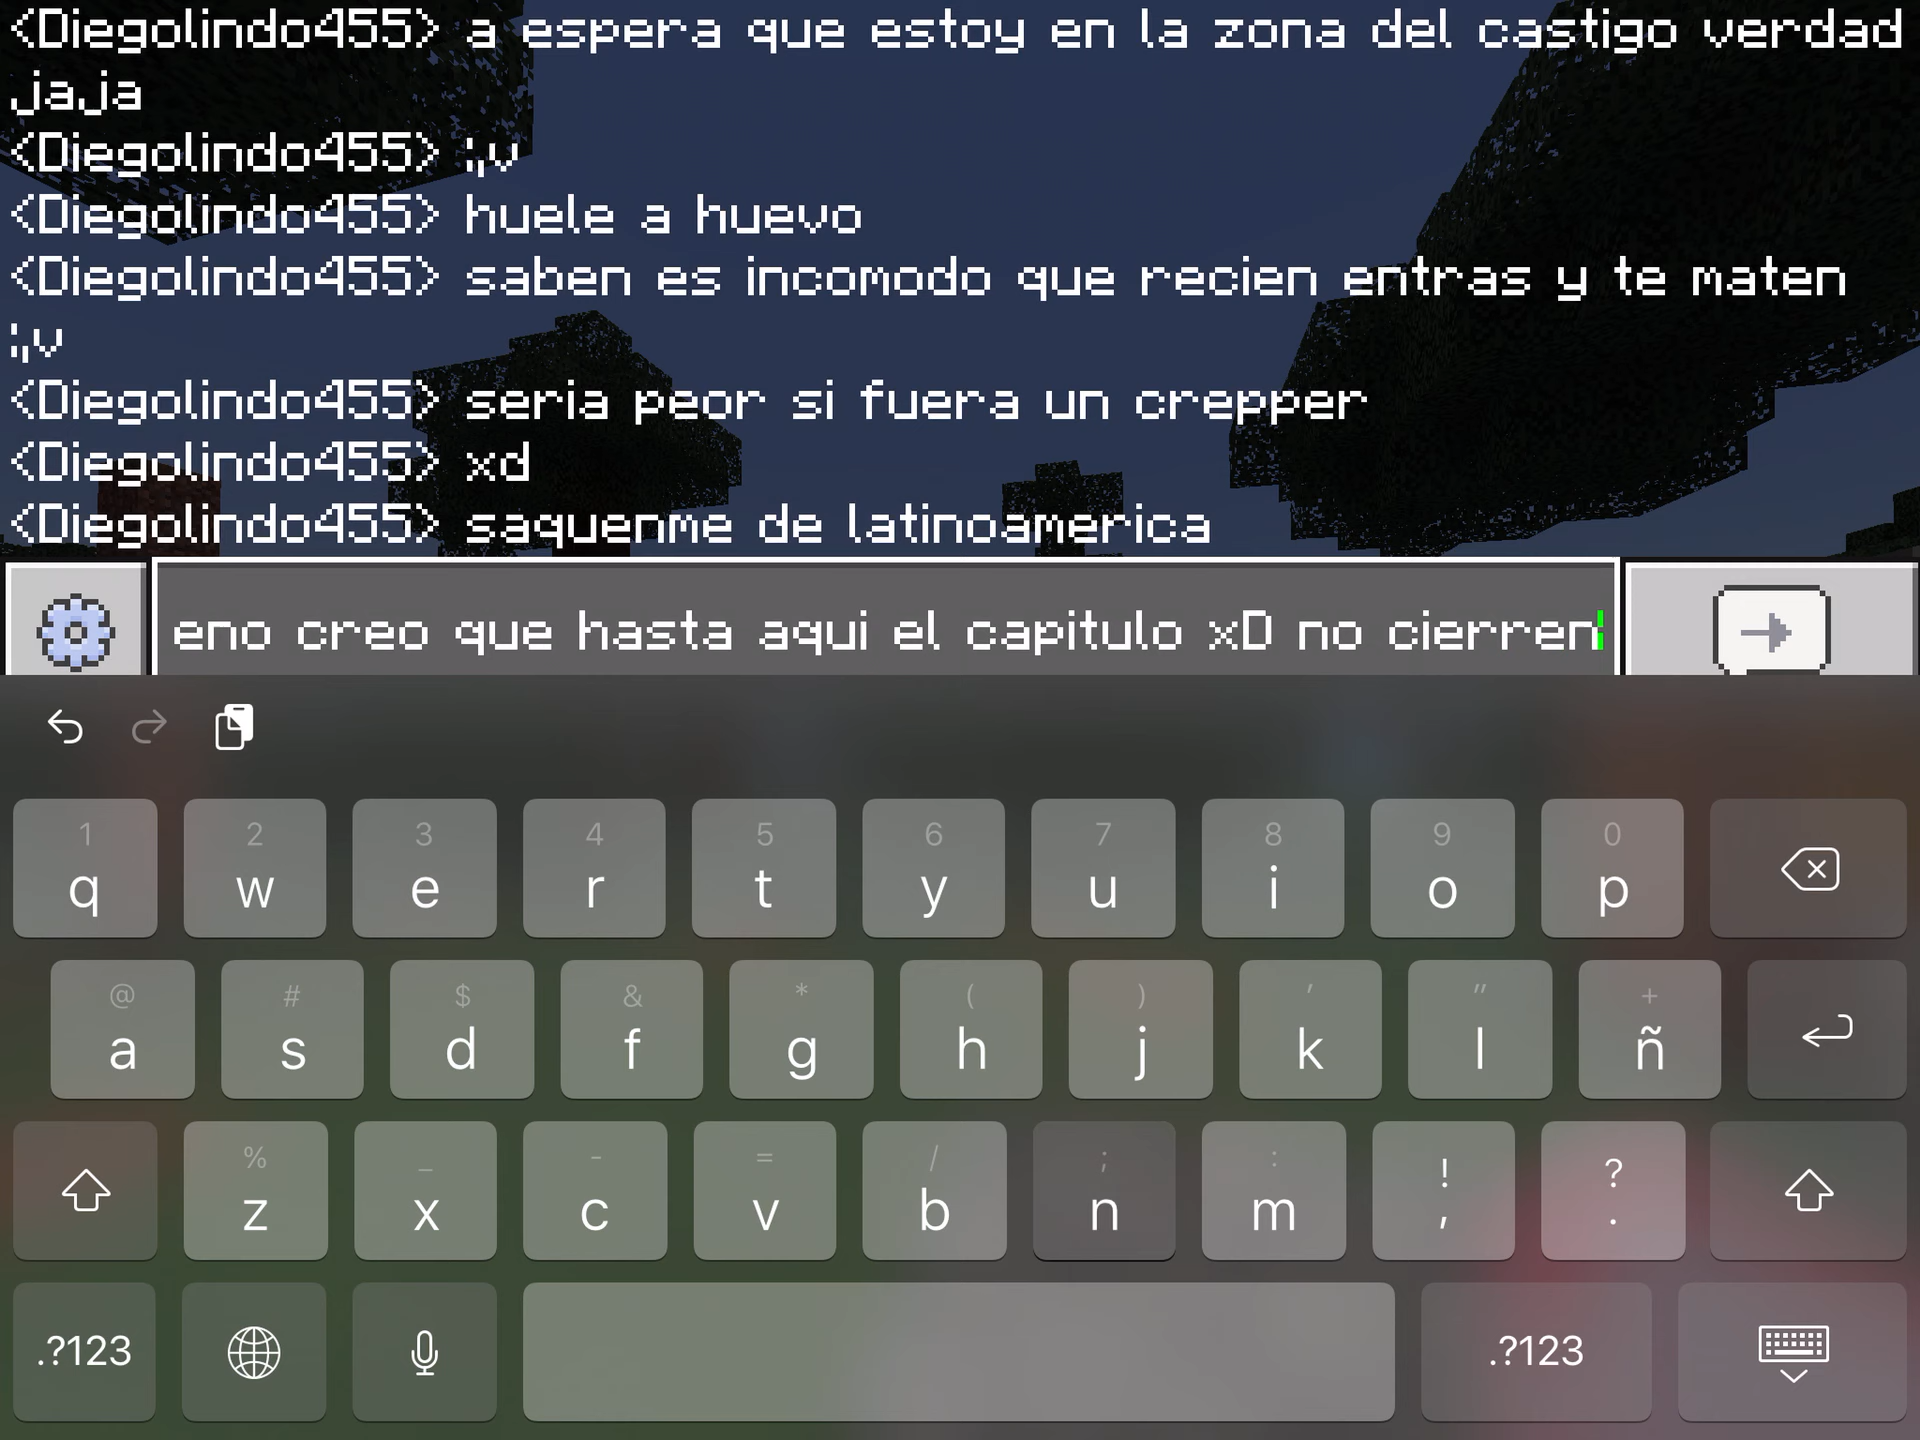 <Diegolindo455> a espera que estoy en la zona del castigo verdad
jaja
<Diegolindo455> :,v
<Diegolindo455> huele a huevo
<Diegolindo455> saben es incomodo que recien entras y te maten
:,v
<Diegolindo455> seria peor si fuera un crepper
<Diegolindo455> xd
<Diegolindo455> saquenme de latinoamerica
eno creo que hasta aqui el capitulo xD no cierren
1 2 3 4 5 6 7 8 9 0
q w e r t y u i o p
@ # $ & * ( ) ' "  +
a s d f g h j k l ñ
% _ - = / ; : ! ?
z x c v b n m , .
.?123 .?123